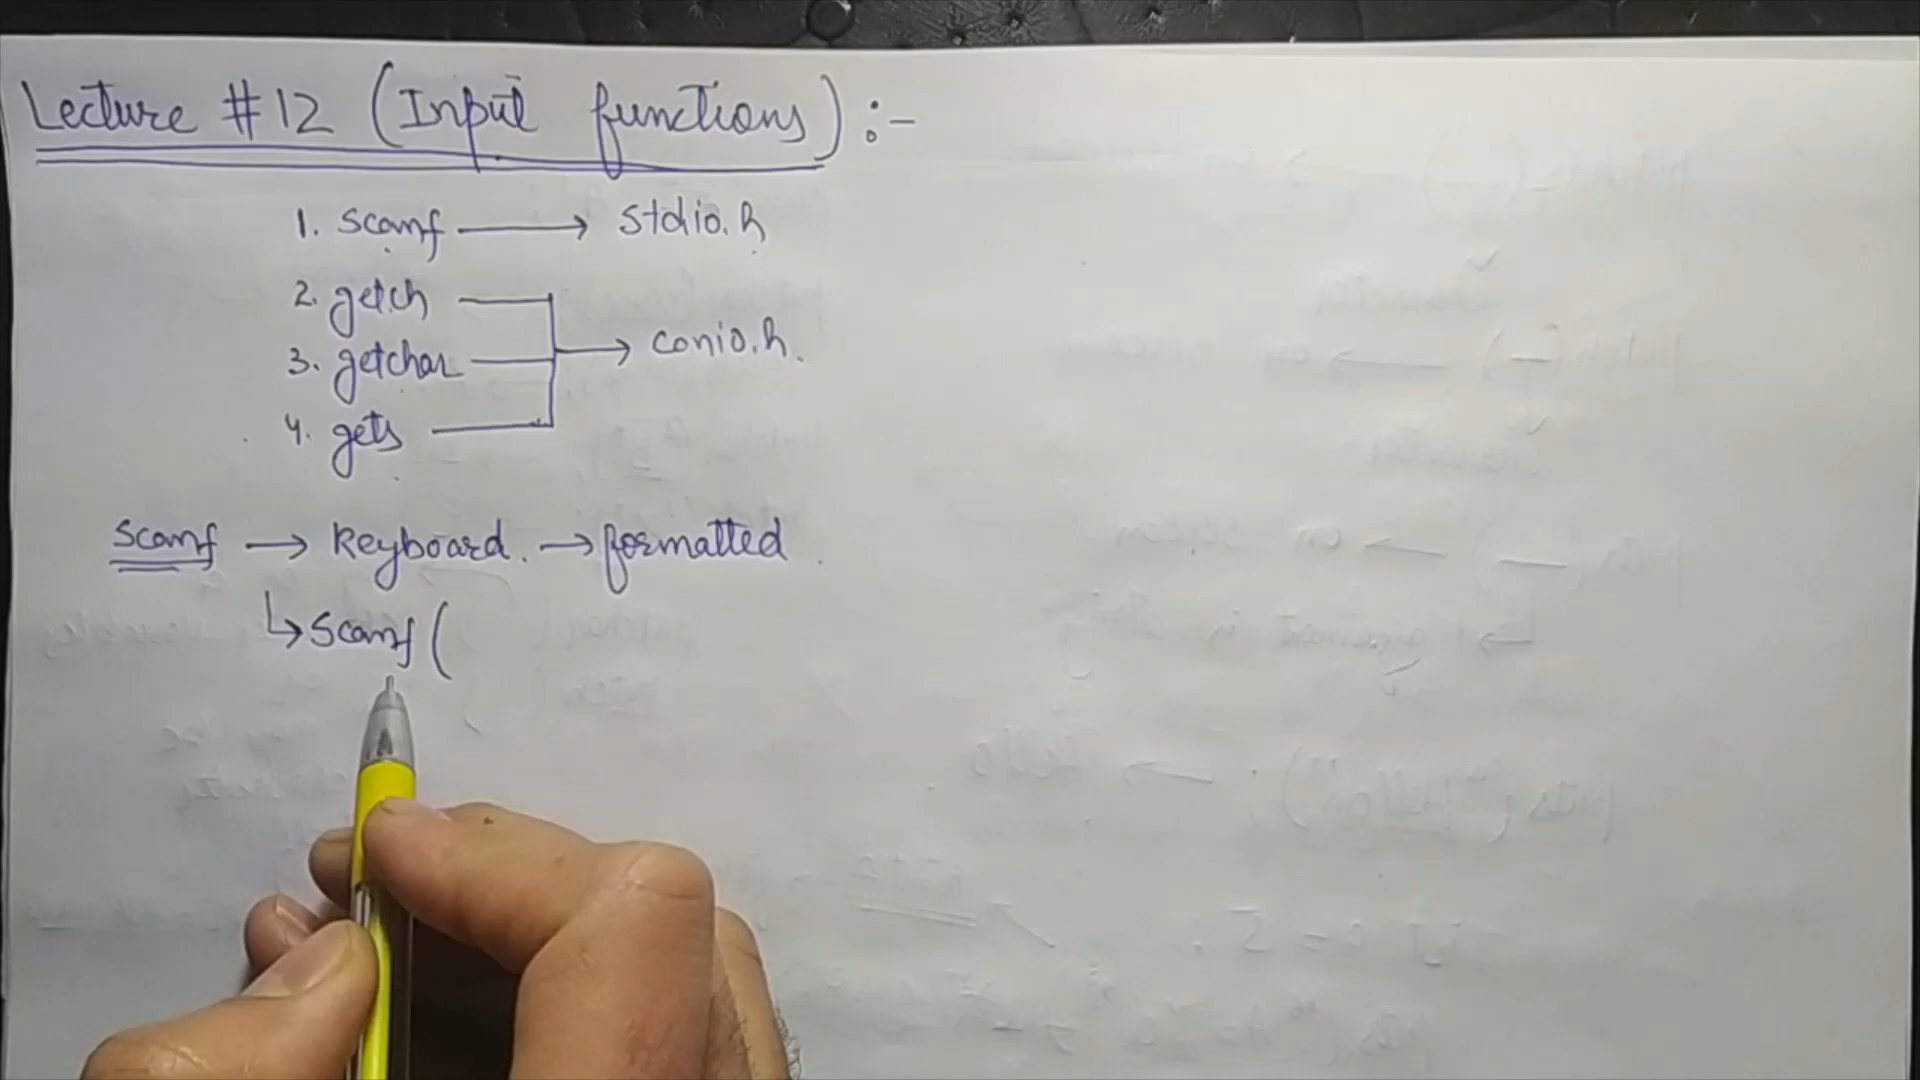 Lecture #12 (Input functions) :-
1. scanf → stdio.h
2. getch
3. getchar → conio.h.
4. gets
scanf → Keyboard. → formatted
↳ scanf (